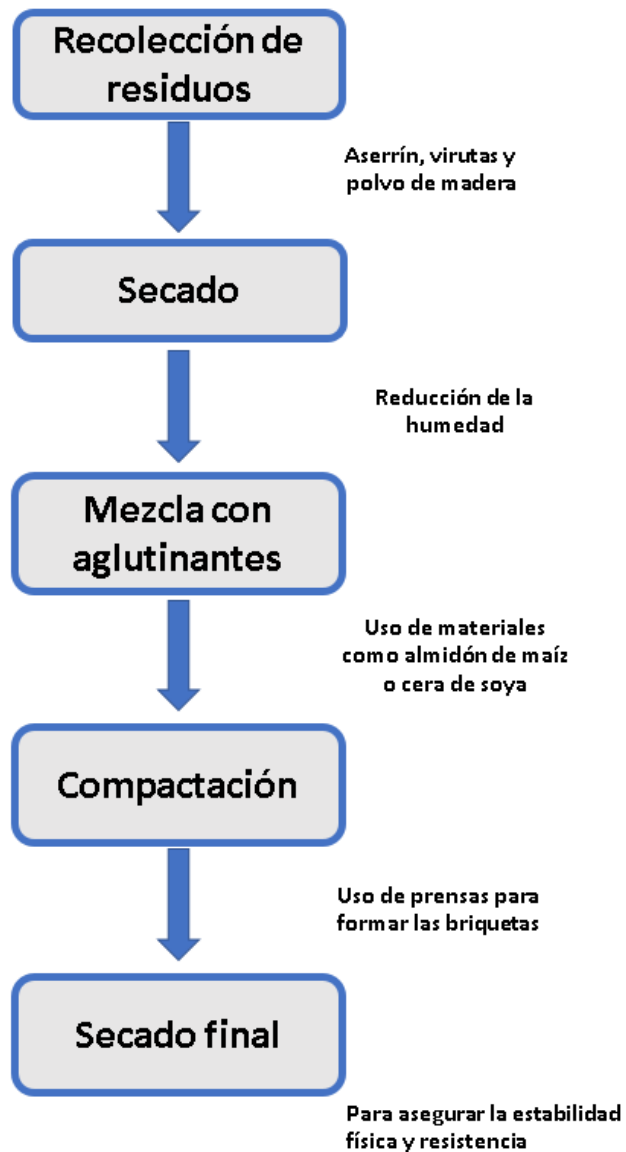 Recolección de
residuos
Aserrín, virutas y
polvo de madera
Secado
Reducción de la
humedad
Mezcla con
aglutinantes
Uso de materiales
como almidón de maíz
o cera de soya
Compactación
Uso de prensas para
formar las briquetas
Secado final
Para asegurar la estabilidad
física y resistencia